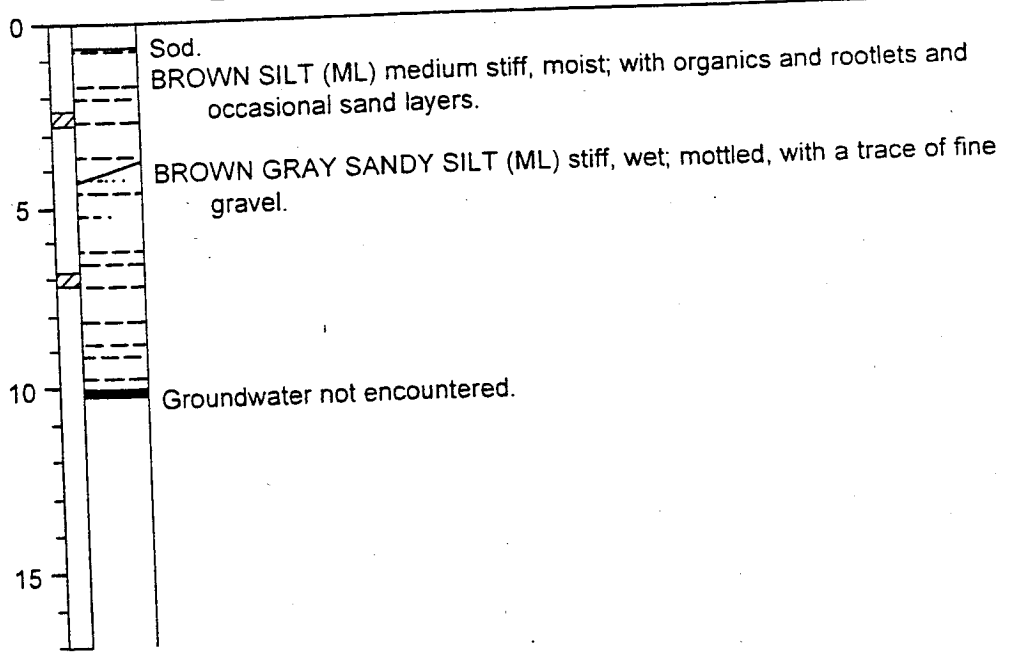 0
Sod.
BROWN SILT (ML) medium stiff, moist; with organics and rootlets and
occasional sand layers.
BROWN GRAY SANDY SILT (ML) stiff, wet; mottled, with a trace of fine
gravel.
5
10
Groundwater not encountered.
15